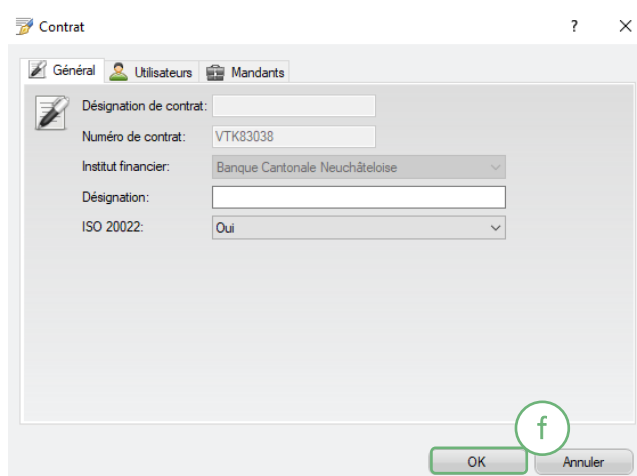 Contrat ?
Général Utilisateurs Mandants
Désignation de contrat:
Numéro de contrat: VTK83038
Institut financier: Banque Cantonale Neuchâteloise
Désignation:
ISO 20022: Oui
f
OK Annuler